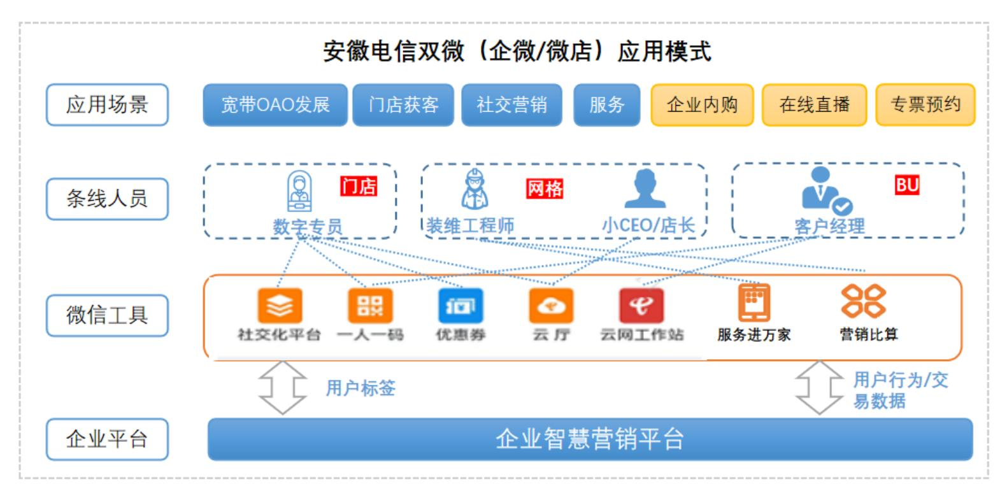 安徽电信双微（企微/微店）应用模式
应用场景
宽带OAO发展
门店获客
社交营销
服务
企业内购
在线直播
专票预约
条线人员
门店
数字专员
网格
装维工程师
小CEO/店长
BU
客户经理
微信工具
社交化平台
一人一码
优惠券
云厅
云网工作站
服务进万家
营销比算
用户标签
用户行为/交
易数据
企业平台
企业智慧营销平台